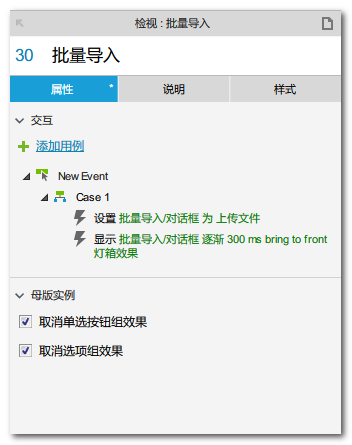 检视 : 批量导入
30 批量导入
属性 * 说明 样式
交互
添加用例
New Event
Case 1
设置 批量导入/对话框 为 上传文件
显示 批量导入/对话框 逐渐 300 ms bring to front
灯箱效果
母版实例
取消单选按钮组效果
取消选项组效果